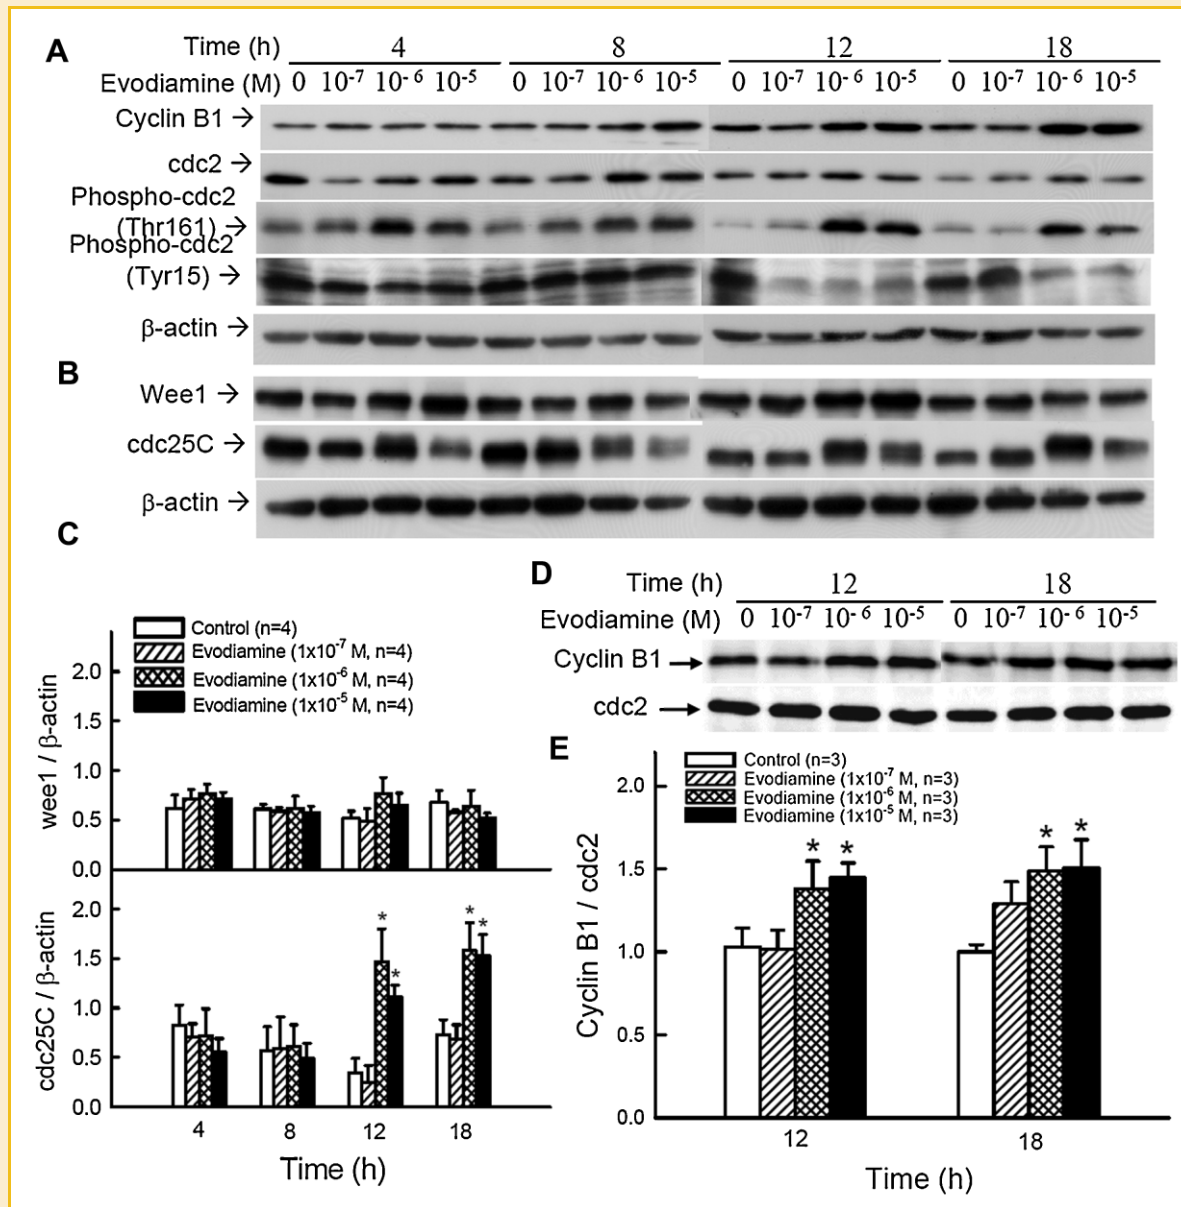 A
Time (h) 4 8 12 18
Evodiamine (M) 0 10⁻⁷ 10⁻⁶ 10⁻⁵ 0 10⁻⁷ 10⁻⁶ 10⁻⁵ 0 10⁻⁷ 10⁻⁶ 10⁻⁵ 0 10⁻⁷ 10⁻⁶ 10⁻⁵
Cyclin B1 →
cdc2 →
Phospho-cdc2
(Thr161) →
Phospho-cdc2
(Tyr15) →
β-actin →
B
Wee1 →
cdc25C →
β-actin →
C
Control (n=4)
Evodiamine (1x10⁻⁷ M, n=4)
Evodiamine (1x10⁻⁶ M, n=4)
Evodiamine (1x10⁻⁵ M, n=4)
wee1 / β-actin
2.0
1.5
1.0
0.5
0.0
cdc25C / β-actin
2.0
1.5
1.0
0.5
0.0
* * * *
4 8 12 18
Time (h)
D
Time (h) 12 18
Evodiamine (M) 0 10⁻⁷ 10⁻⁶ 10⁻⁵ 0 10⁻⁷ 10⁻⁶ 10⁻⁵
Cyclin B1 →
cdc2 →
E
Control (n=3)
Evodiamine (1x10⁻⁷ M, n=3)
Evodiamine (1x10⁻⁶ M, n=3)
Evodiamine (1x10⁻⁵ M, n=3)
Cyclin B1 / cdc2
2.0
1.5
1.0
0.5
0.0
* * * *
12 18
Time (h)